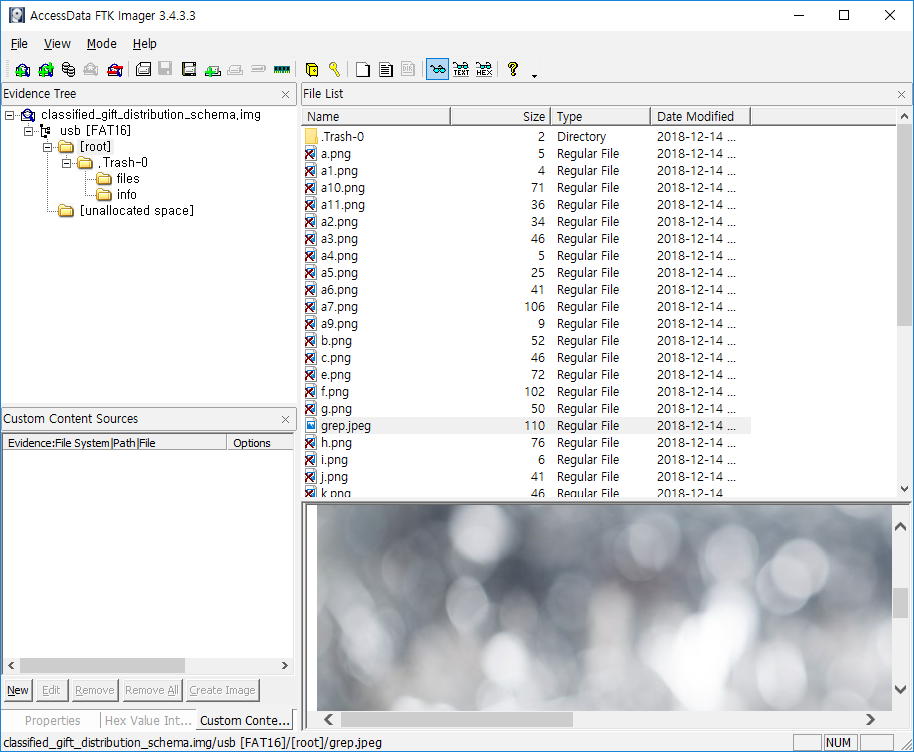 AccessData FTK Imager 3.4.3.3
File View Mode Help
TEXT HEX
Evidence Tree
classified_gift_distribution_schema.img
usb [FAT16]
[root]
.Trash-0
files
info
[unallocated space]
Custom Content Sources
Evidence:File System|Path|File Options
New Edit Remove Remove All Create Image
Properties Hex Value Int... Custom Conte...
File List
Name Size Type Date Modified
.Trash-0 2 Directory 2018-12-14 ...
a.png 5 Regular File 2018-12-14 ...
a1.png 4 Regular File 2018-12-14 ...
a10.png 71 Regular File 2018-12-14 ...
a11.png 36 Regular File 2018-12-14 ...
a2.png 34 Regular File 2018-12-14 ...
a3.png 46 Regular File 2018-12-14 ...
a4.png 5 Regular File 2018-12-14 ...
a5.png 25 Regular File 2018-12-14 ...
a6.png 41 Regular File 2018-12-14 ...
a7.png 106 Regular File 2018-12-14 ...
a9.png 9 Regular File 2018-12-14 ...
b.png 52 Regular File 2018-12-14 ...
c.png 46 Regular File 2018-12-14 ...
e.png 72 Regular File 2018-12-14 ...
f.png 102 Regular File 2018-12-14 ...
g.png 50 Regular File 2018-12-14 ...
grep.jpeg 110 Regular File 2018-12-14 ...
h.png 76 Regular File 2018-12-14 ...
i.png 6 Regular File 2018-12-14 ...
j.png 41 Regular File 2018-12-14 ...
k.png 46 Regular File 2018-12-14 ...
classified_gift_distribution_schema.img/usb [FAT16]/[root]/grep.jpeg
NUM